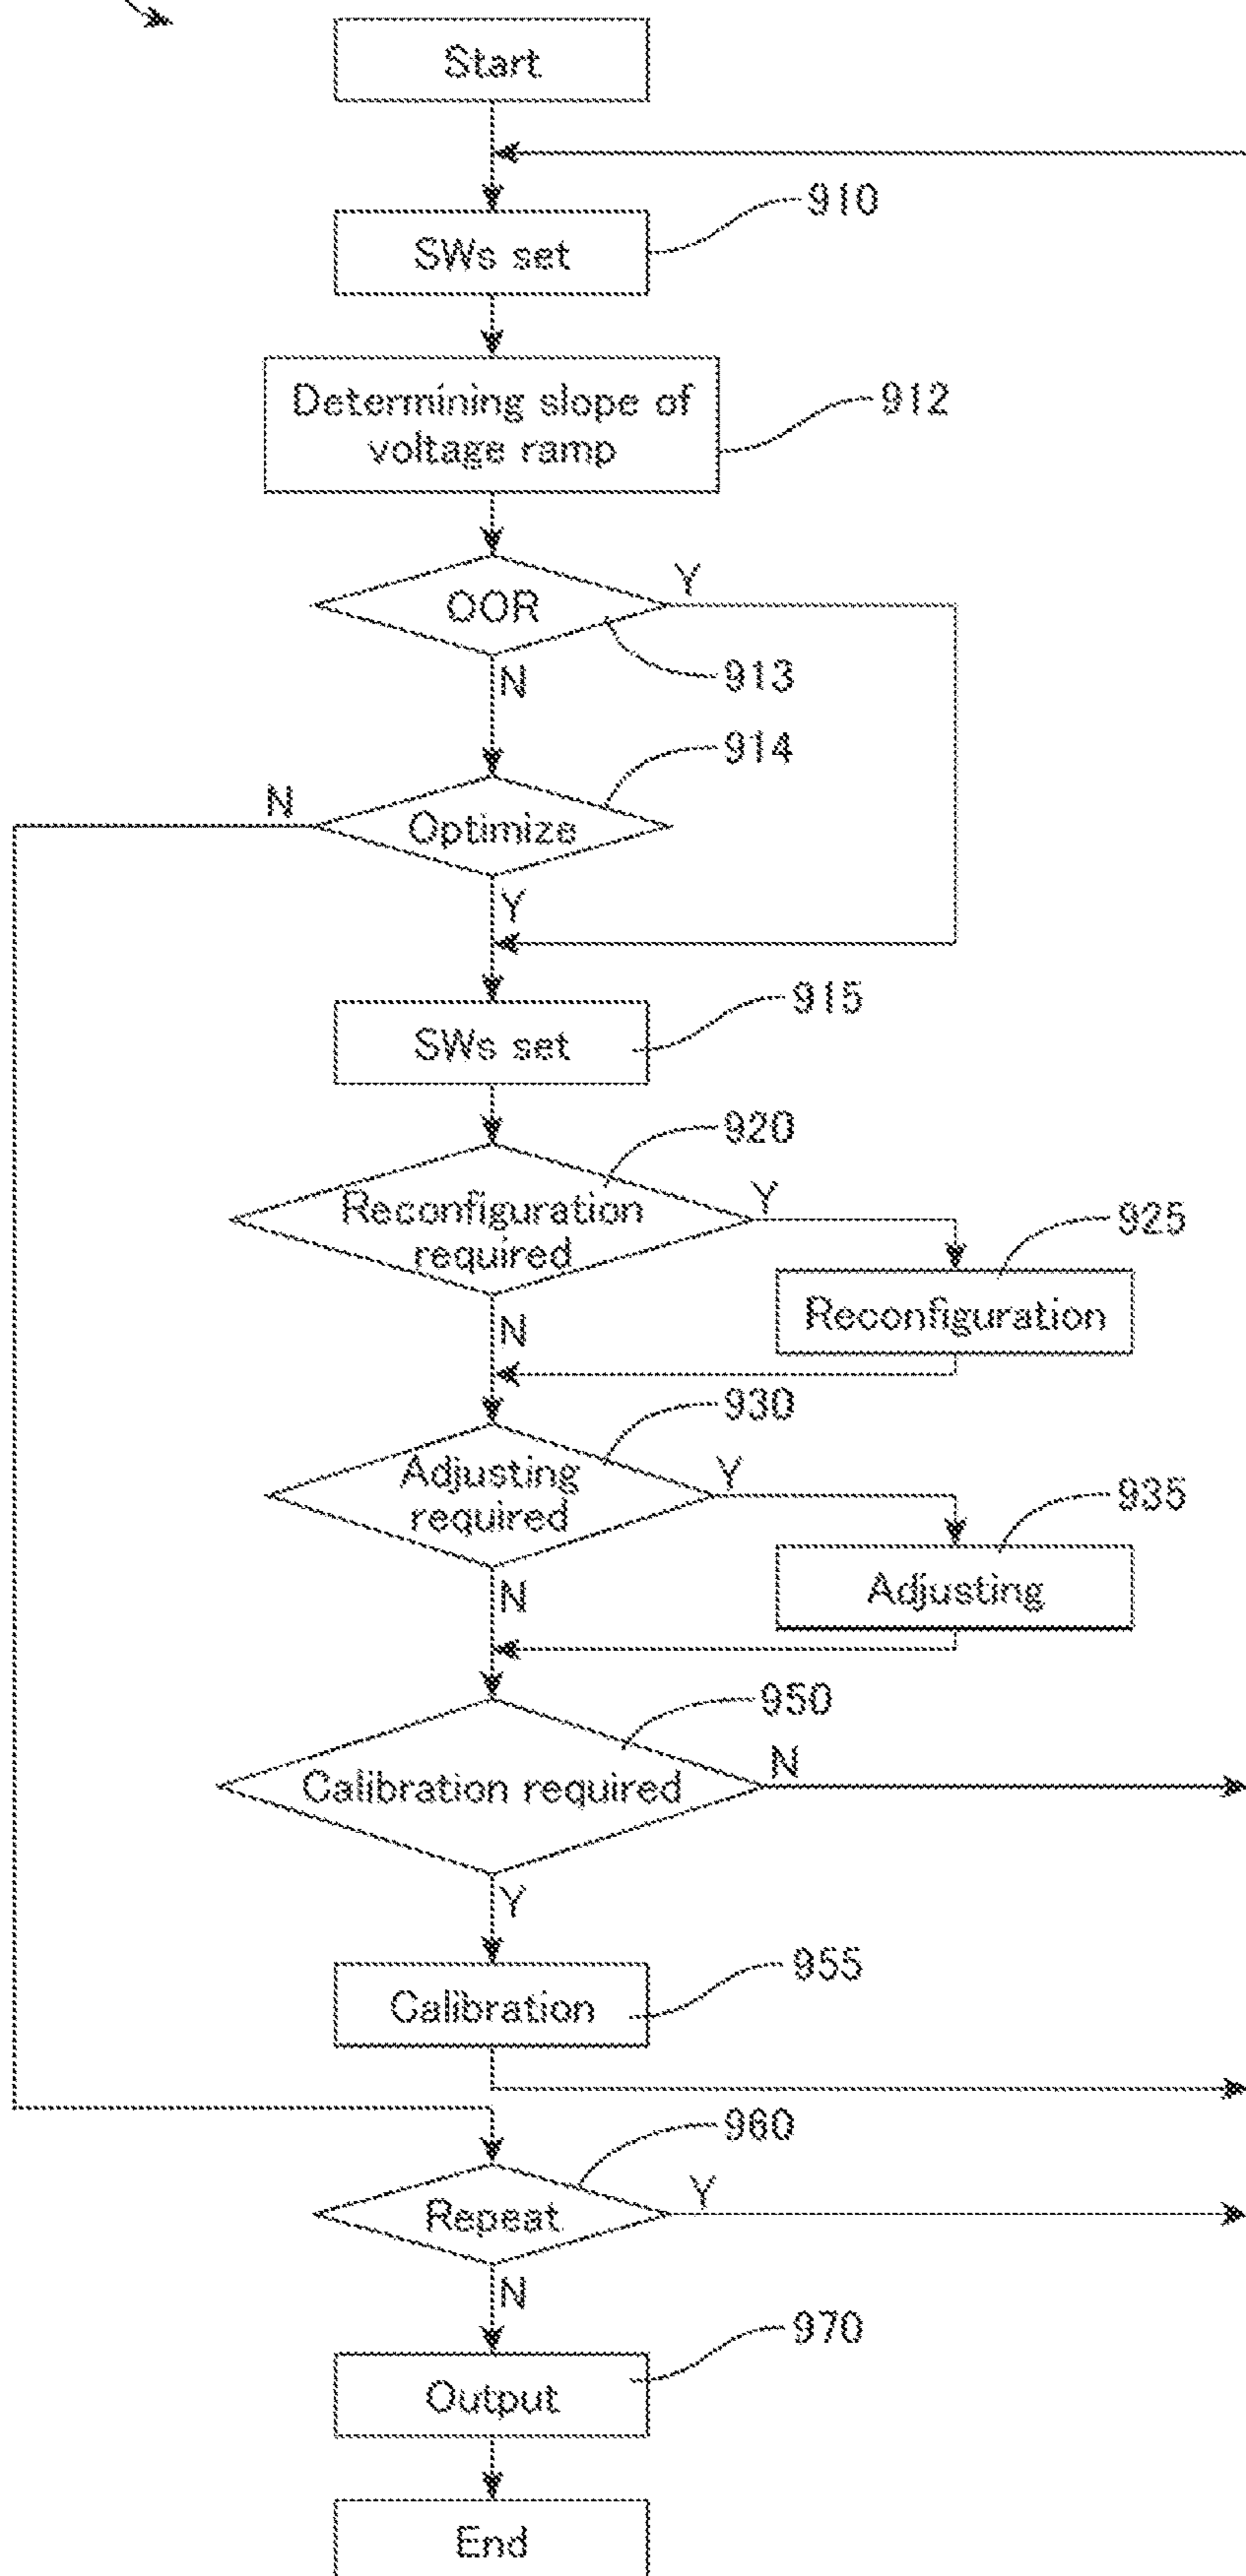 Start
910
SWs set
Determining slope of
voltage ramp
912
OOR
Y
913
N
914
N
Optimize
Y
915
SWs set
920
Reconfiguration
required
Y
925
N
Reconfiguration
930
Adjusting
required
Y
935
N
Adjusting
950
Calibration required
N
Y
955
Calibration
960
Repeat
Y
N
970
Output
End